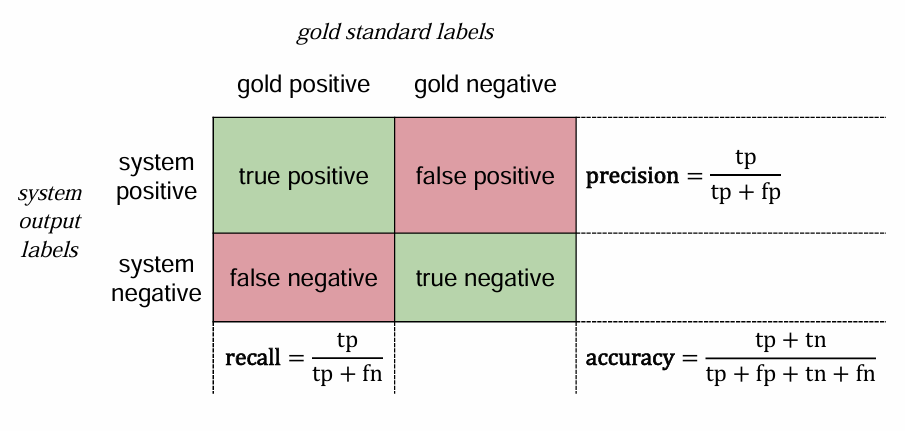 gold standard labels
gold positive gold negative
system output labels
system positive
true positive false positive
precision = tp / tp + fp
system negative
false negative true negative
recall = tp / tp + fn
accuracy = tp + tn / tp + fp + tn + fn